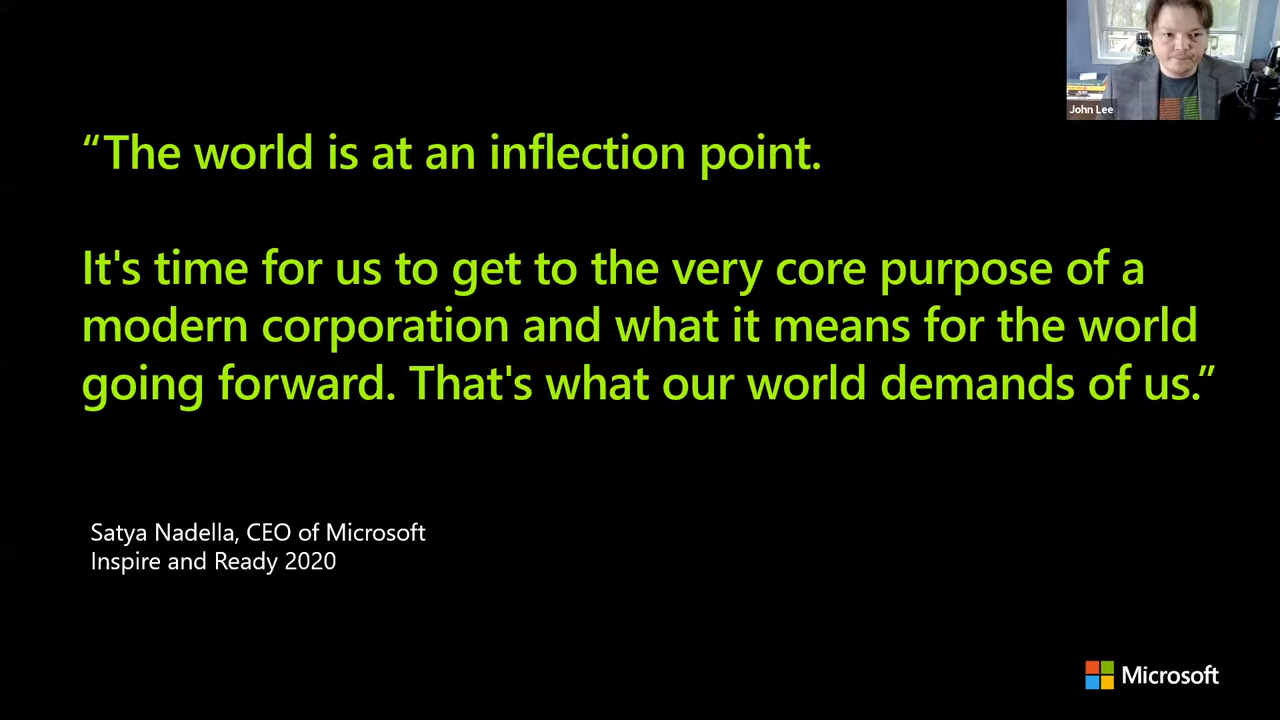 John Lee
“The world is at an inflection point.
It's time for us to get to the very core purpose of a
modern corporation and what it means for the world
going forward. That's what our world demands of us.”
Satya Nadella, CEO of Microsoft
Inspire and Ready 2020
Microsoft